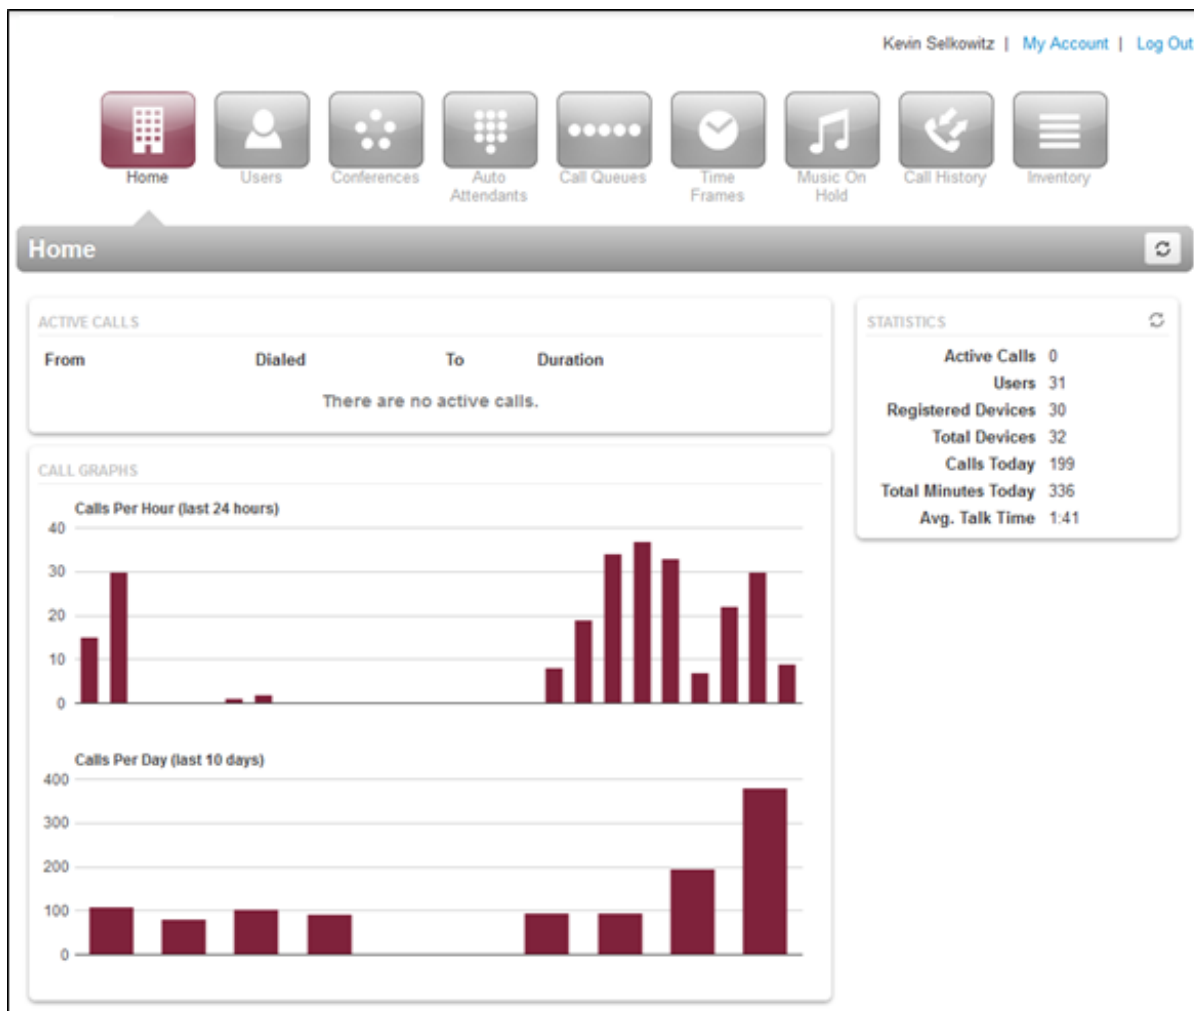 Kevin Selkowitz | My Account | Log Out
Home
Users
Conferences
Auto
Attendants
Call Queues
Time
Frames
Music On
Hold
Call History
Inventory
Home
ACTIVE CALLS
From Dialed To Duration
There are no active calls.
STATISTICS
Active Calls 0
Users 31
Registered Devices 30
Total Devices 32
Calls Today 199
Total Minutes Today 336
Avg. Talk Time 1:41
CALL GRAPHS
Calls Per Hour (last 24 hours)
40
30
20
10
0
Calls Per Day (last 10 days)
400
300
200
100
0